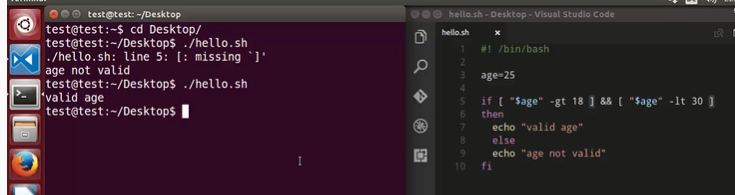 test@test: ~/Desktop
test@test:~$ cd Desktop/
test@test:~/Desktop$ ./hello.sh
./hello.sh: line 5: [: missing `]'
age not valid
test@test:~/Desktop$ ./hello.sh
valid age
test@test:~/Desktop$
hello.sh - Desktop - Visual Studio Code
hello.sh ×
1 #! /bin/bash
2
3 age=25
4
5 if [ "$age" -gt 18 ] && [ "$age" -lt 30 ]
6 then
7 echo "valid age"
8 else
9 echo "age not valid"
10 fi